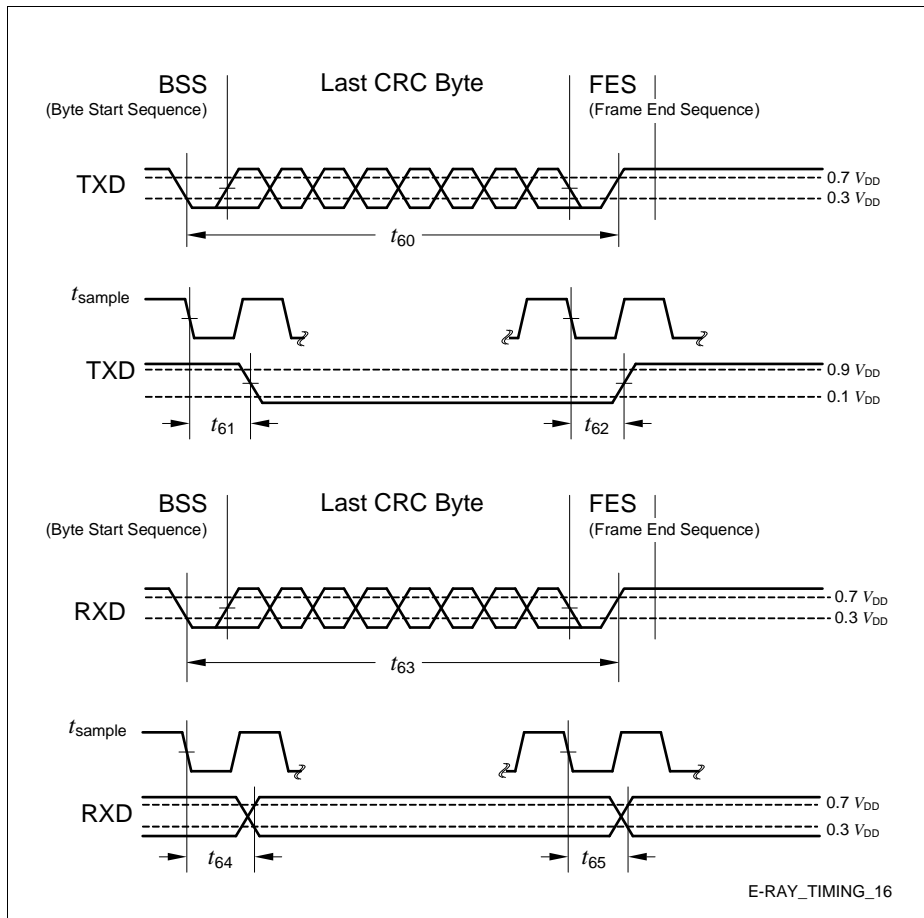 BSS Last CRC Byte FES
(Byte Start Sequence) (Frame End Sequence)
TXD
0.7 VDD
0.3 VDD
t60
tsample
TXD
0.9 VDD
0.1 VDD
t61 t62
BSS Last CRC Byte FES
(Byte Start Sequence) (Frame End Sequence)
RXD
0.7 VDD
0.3 VDD
t63
tsample
RXD
0.7 VDD
0.3 VDD
t64 t65
E-RAY_TIMING_16